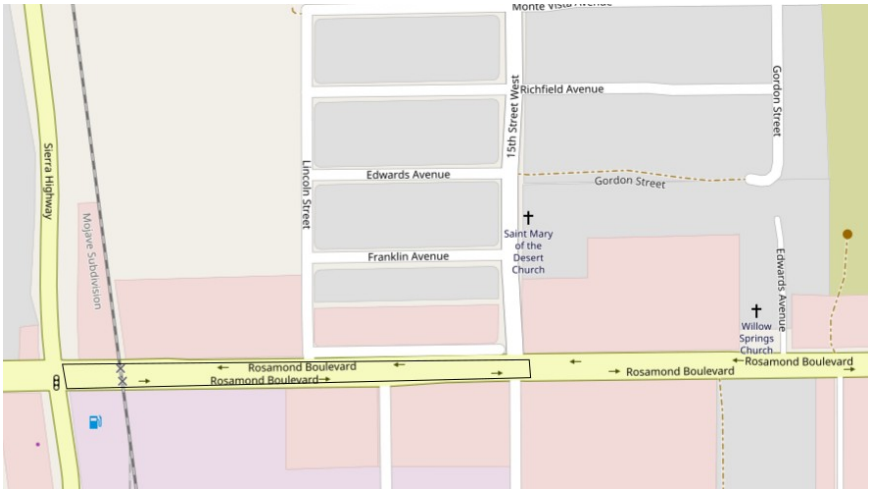 Monte Vista Avenue
Richfield Avenue
15th Street West
Gordon Street
Sierra Highway
Lincoln Street
Edwards Avenue
Gordon Street
Mojave Subdivision
Saint Mary
of the
Desert
Church
Franklin Avenue
Edwards Avenue
Willow
Springs
Church
Rosamond Boulevard
Rosamond Boulevard
Rosamond Boulevard
Rosamond Boulevard